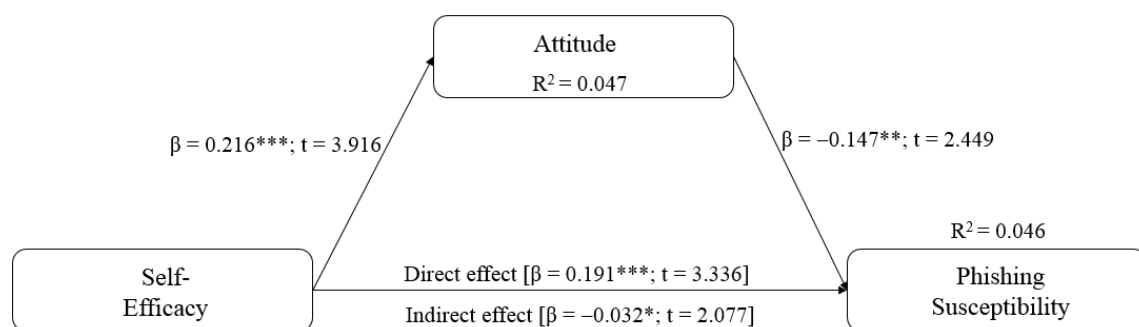 Attitude
R² = 0.047
β = 0.216***; t = 3.916
β = –0.147**; t = 2.449
R² = 0.046
Self-
Efficacy
Direct effect [β = 0.191***; t = 3.336]
Indirect effect [β = –0.032*; t = 2.077]
Phishing
Susceptibility